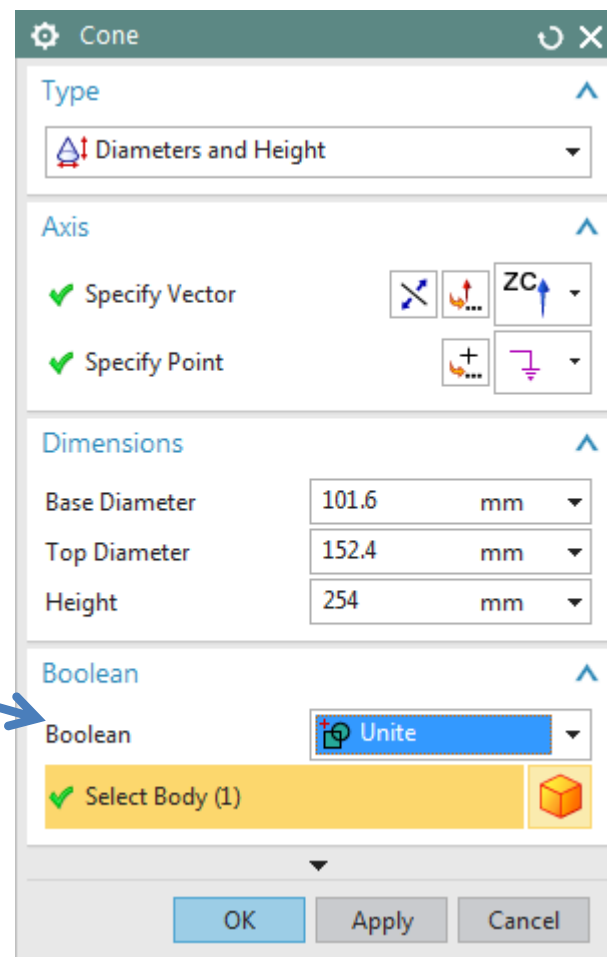 Cone
Type
Diameters and Height
Axis
Specify Vector
ZC
Specify Point
Dimensions
Base Diameter 101.6 mm
Top Diameter 152.4 mm
Height 254 mm
Boolean
Boolean Unite
Select Body (1)
OK Apply Cancel